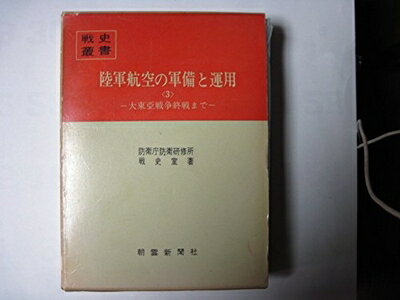 戦史
叢書
陸軍航空の軍備と運用
〈3〉
－大東亜戦争終戦まで－
防衛庁防衛研修所
戦史室著
朝雲新聞社